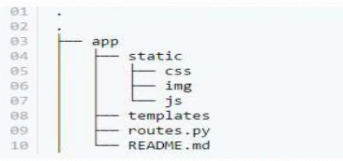 01 .
02 .
03 ├── app
04 │   ├── static
05 │   │   ├── css
06 │   │   ├── img
07 │   │   └── js
08 │   ├── templates
09 │   ├── routes.py
10 │   └── README.md